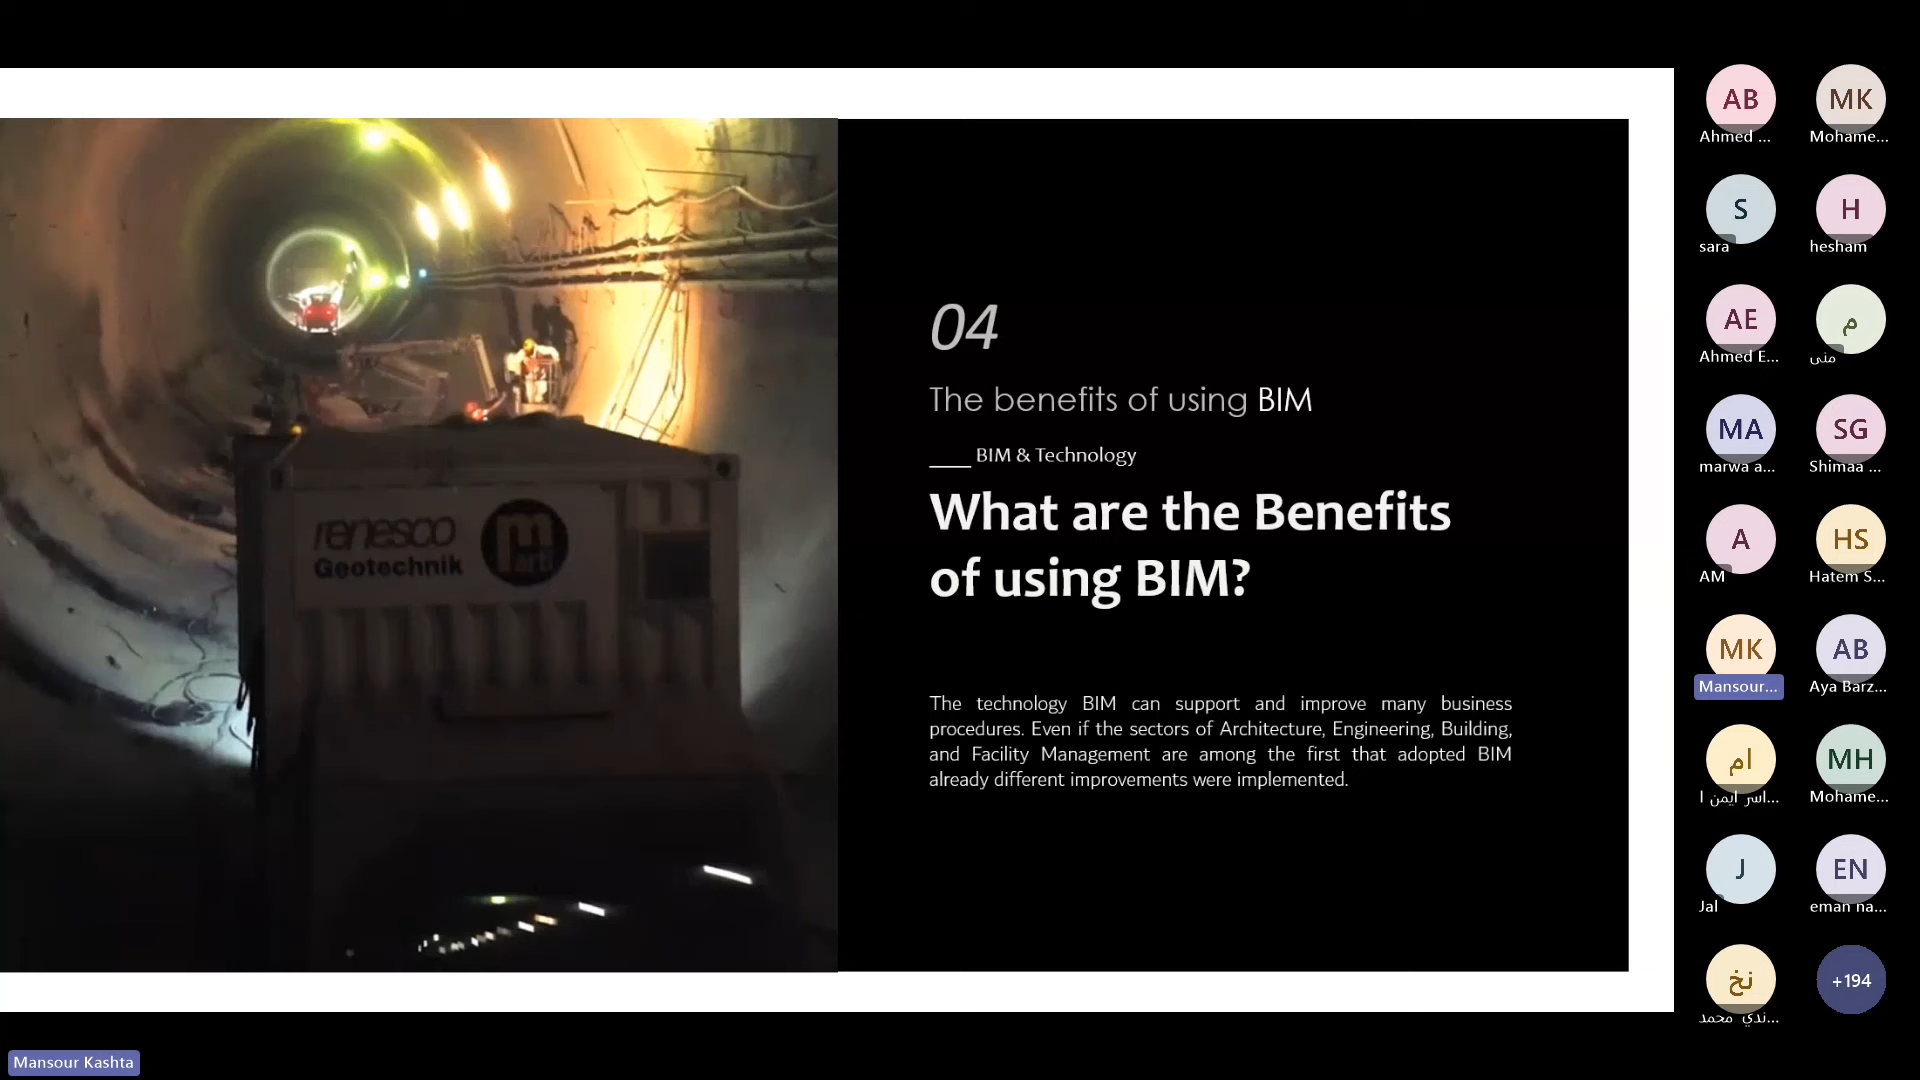 renesco
Geotechnik
marti
04
The benefits of using BIM
BIM & Technology
What are the Benefits
of using BIM?
The technology BIM can support and improve many business
procedures. Even if the sectors of Architecture, Engineering, Building,
and Facility Management are among the first that adopted BIM
already different improvements were implemented.
AB
Ahmed ...
MK
Mohame...
S
sara
H
hesham
AE
Ahmed E...
م
منى
MA
marwa a...
SG
Shimaa ...
A
AM
HS
Hatem S...
MK
Mansour...
AB
Aya Barz...
ام
اسر ايمن ا...
MH
Mohame...
J
Jal
EN
eman na...
نخ
ندي محمد...
+194
Mansour Kashta